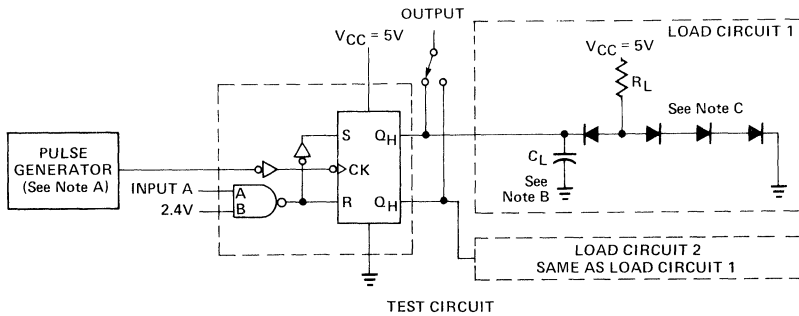 OUTPUT
VCC = 5V
LOAD CIRCUIT 1
VCC = 5V
RL
See Note C
PULSE
GENERATOR
(See Note A)
S
QH
CK
CL
See
Note B
INPUT A
A
2.4V
B
R
QH
LOAD CIRCUIT 2
SAME AS LOAD CIRCUIT 1
TEST CIRCUIT